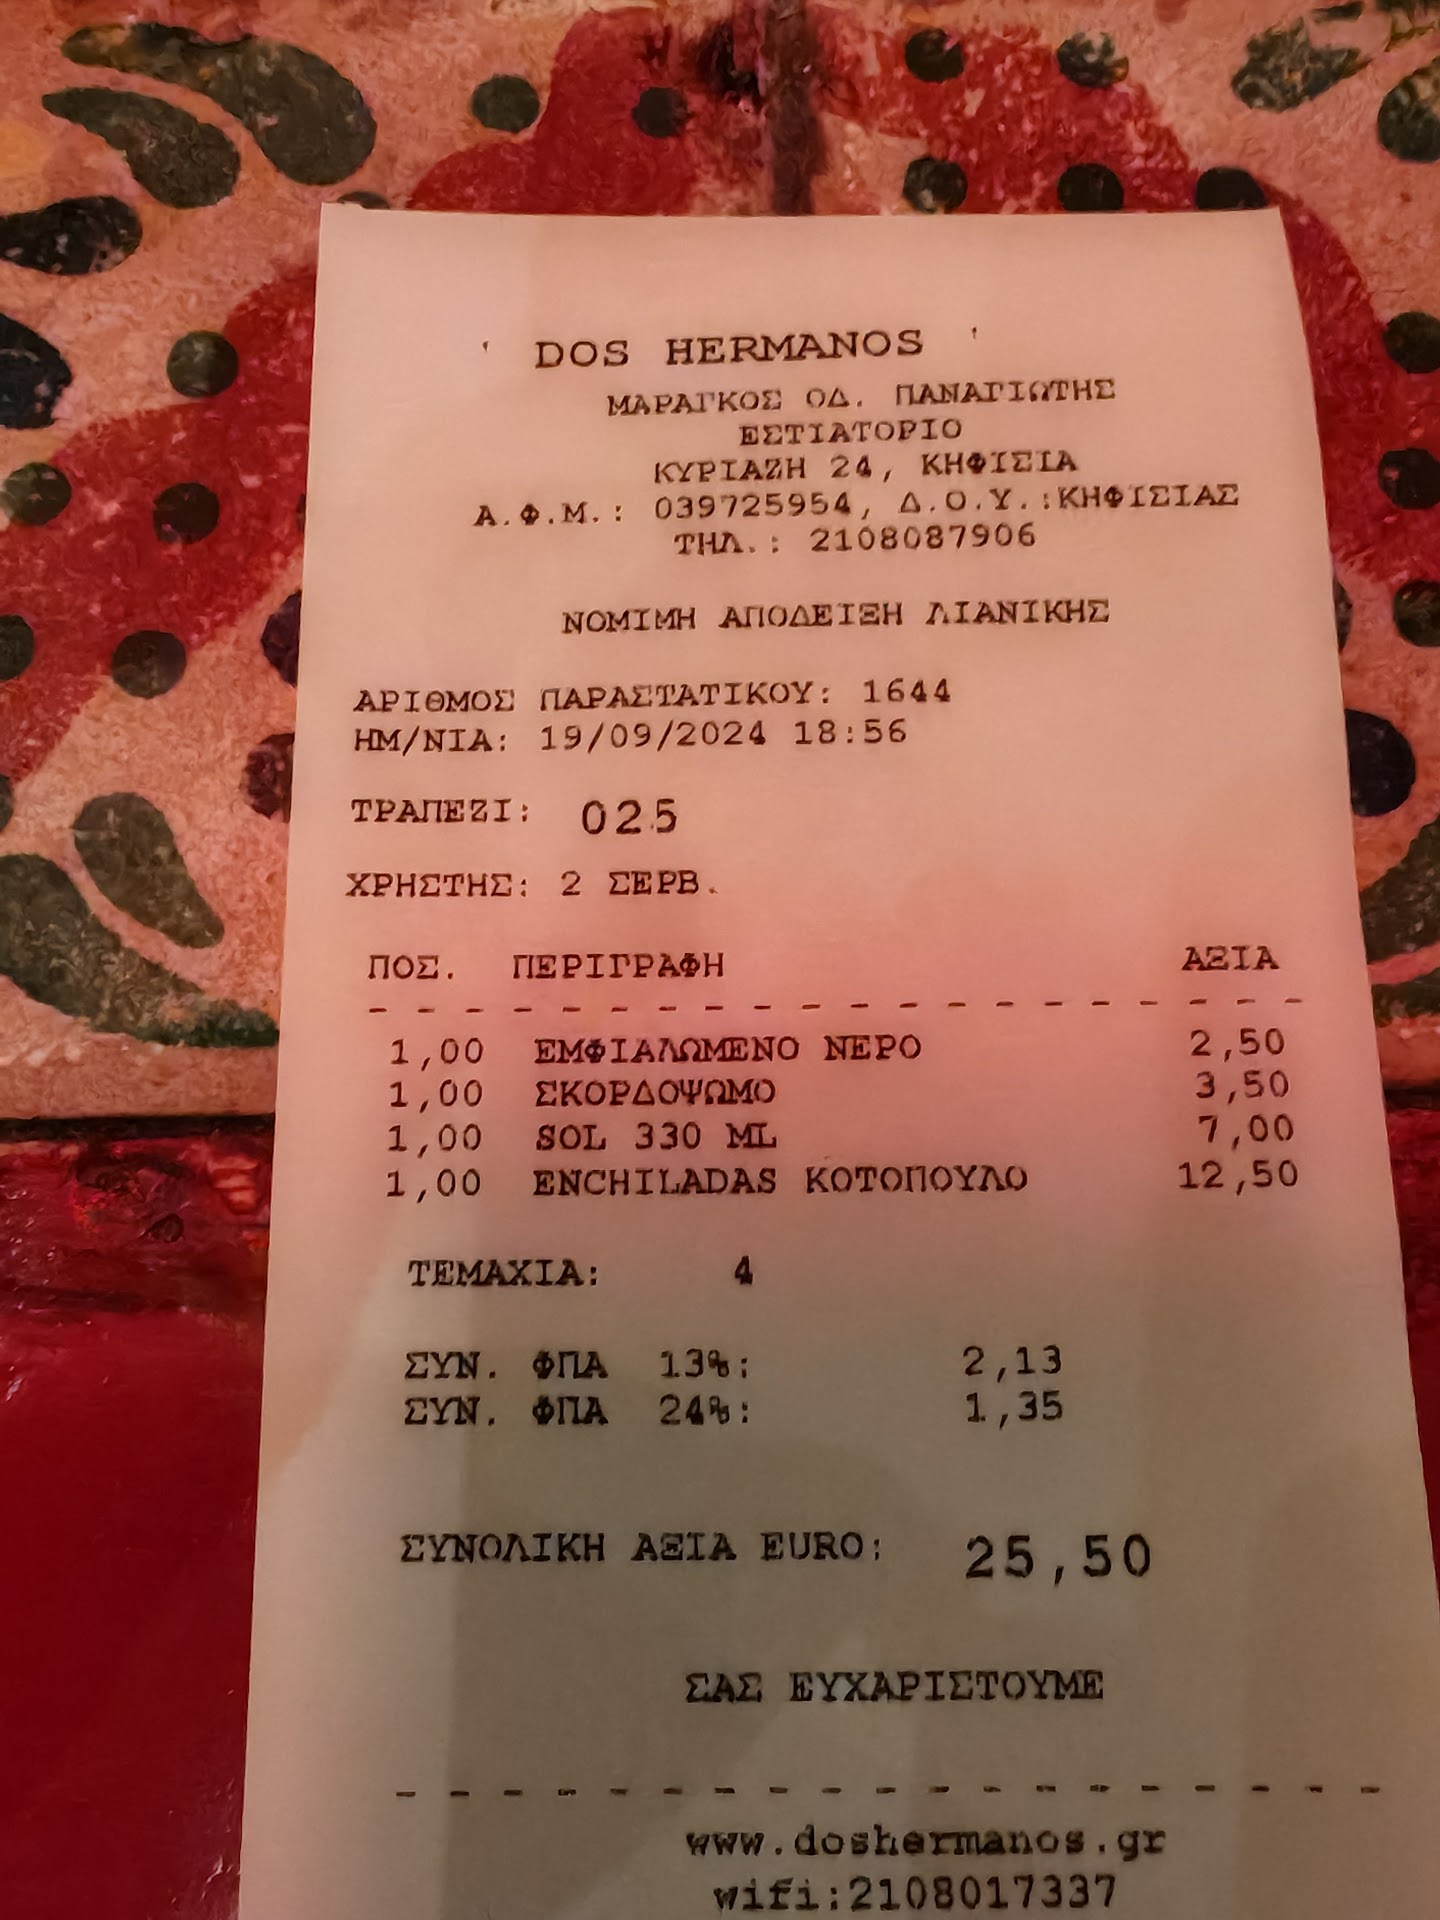 ' DOS HERMANOS '
ΜΑΡΑΓΚΟΣ ΟΔ. ΠΑΝΑΓΙΩΤΗΣ
ΕΣΤΙΑΤΟΡΙΟ
ΚΥΡΙΑΖΗ 24, ΚΗΦΙΣΙΑ
Α.Φ.Μ.: 039725954, Δ.Ο.Υ.:ΚΗΦΙΣΙΑΣ
ΤΗΛ.: 2108087906
ΝΟΜΙΜΗ ΑΠΟΔΕΙΞΗ ΛΙΑΝΙΚΗΣ
ΑΡΙΘΜΟΣ ΠΑΡΑΣΤΑΤΙΚΟΥ: 1644
ΗΜ/ΝΙΑ: 19/09/2024 18:56
ΤΡΑΠΕΖΙ: 025
ΧΡΗΣΤΗΣ: 2 ΣΕΡΒ.
ΠΟΣ. ΠΕΡΙΓΡΑΦΗ ΑΞΙΑ
1,00 ΕΜΦΙΑΛΩΜΕΝΟ ΝΕΡΟ 2,50
1,00 ΣΚΟΡΔΟΨΩΜΟ 3,50
1,00 SOL 330 ML 7,00
1,00 ENCHILADAS ΚΟΤΟΠΟΥΛΟ 12,50
ΤΕΜΑΧΙΑ: 4
ΣΥΝ. ΦΠΑ 13%: 2,13
ΣΥΝ. ΦΠΑ 24%: 1,35
ΣΥΝΟΛΙΚΗ ΑΞΙΑ EURO: 25,50
ΣΑΣ ΕΥΧΑΡΙΣΤΟΥΜΕ
www.doshermanos.gr
wifi:2108017337